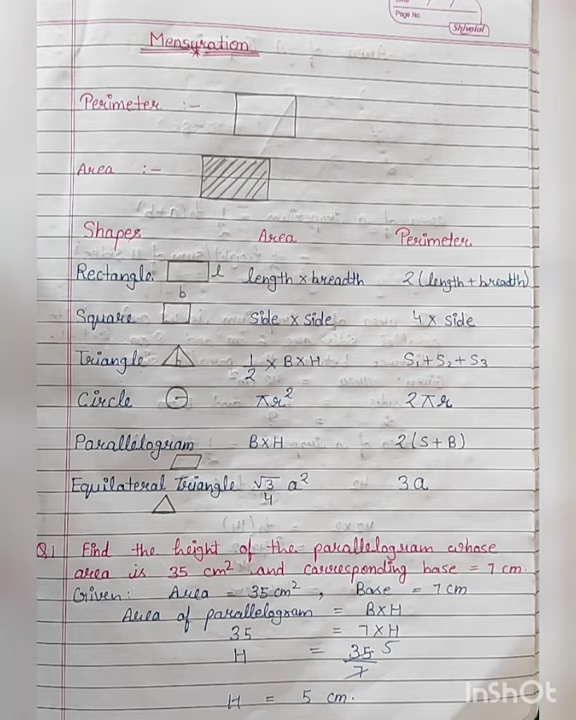 Page No
Shivalal
Mensuration
Perimeter :-
Area :-
Shapes Area Perimeter
Rectangle l length × breadth 2(length + breadth)
b
Square Side × Side 4 × Side
Triangle 1/2 × B × H S₁ + S₂ + S₃
Circle πr² 2πr
Parallelogram B × H 2(S + B)
Equilateral Triangle √3/4 a² 3a
Q1 Find the height of the parallelogram whose
area is 35 cm² and corresponding base = 7 cm.
Given: Area = 35 cm², Base = 7 cm
Area of parallelogram = B × H
35 = 7 × H
H = 35/7 5
H = 5 cm.
InShOt